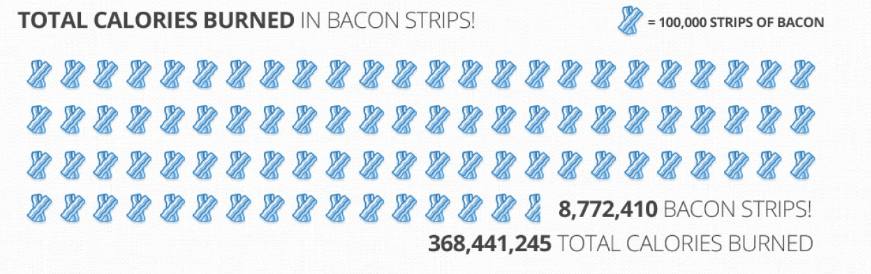 TOTAL CALORIES BURNED IN BACON STRIPS!
= 100,000 STRIPS OF BACON
8,772,410 BACON STRIPS!
368,441,245 TOTAL CALORIES BURNED